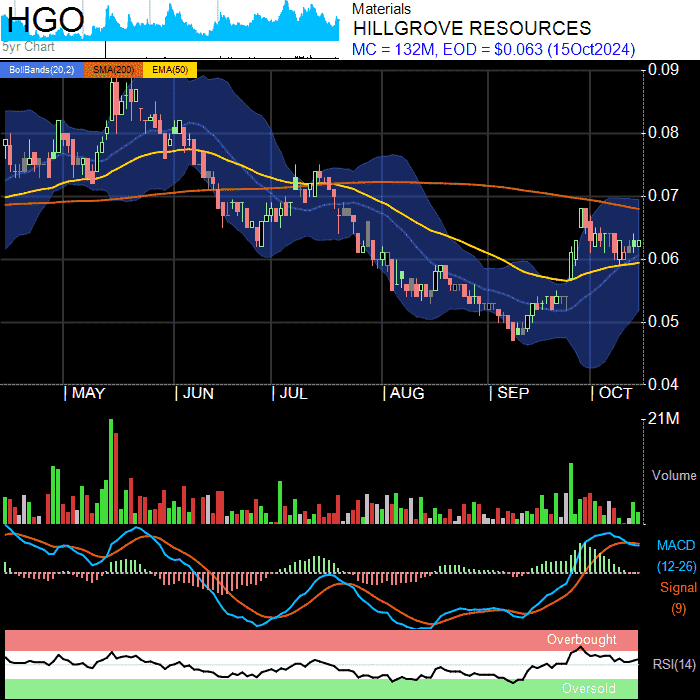 HGO
5yr Chart
Materials
HILLGROVE RESOURCES
MC = 132M, EOD = $0.063 (15Oct2024)
BollBands(20,2) SMA(200) EMA(50)
0.09
0.08
0.07
0.06
0.05
0.04
| MAY | JUN | JUL | AUG | SEP | OCT
21M
Volume
MACD
(12-26)
Signal
(9)
Overbought
RSI(14)
Oversold